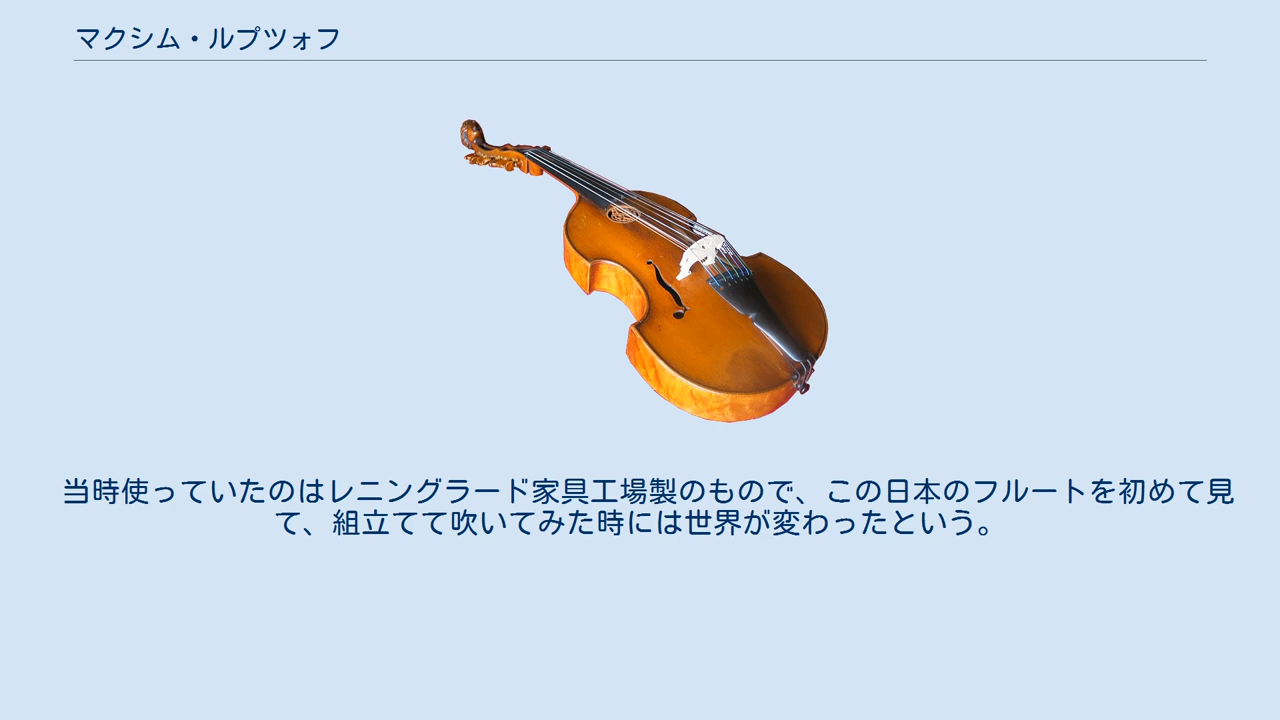 マクシム・ルプツォフ
当時使っていたのはレニングラード家具工場製のもので、この日本のフルートを初めて見
て、組立てて吹いてみた時には世界が変わったという。